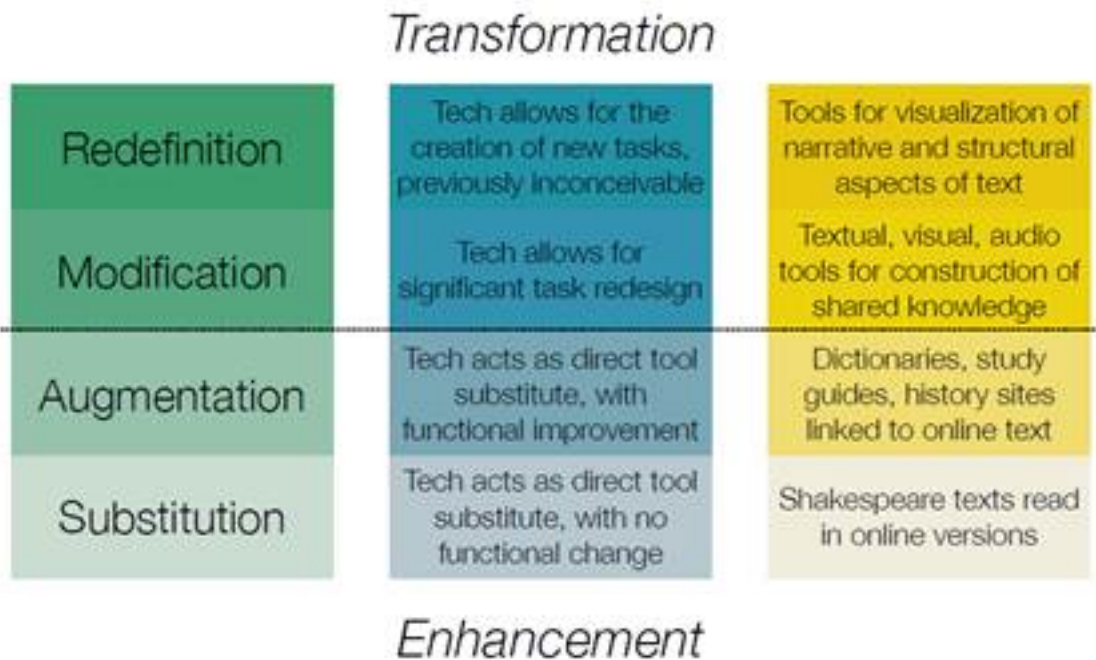 Transformation
Redefinition
Tech allows for the
creation of new tasks,
previously inconceivable
Tools for visualization of
narrative and structural
aspects of text
Modification
Tech allows for
significant task redesign
Textual, visual, audio
tools for construction of
shared knowledge
Augmentation
Tech acts as direct tool
substitute, with
functional improvement
Dictionaries, study
guides, history sites
linked to online text
Substitution
Tech acts as direct tool
substitute, with no
functional change
Shakespeare texts read
in online versions
Enhancement